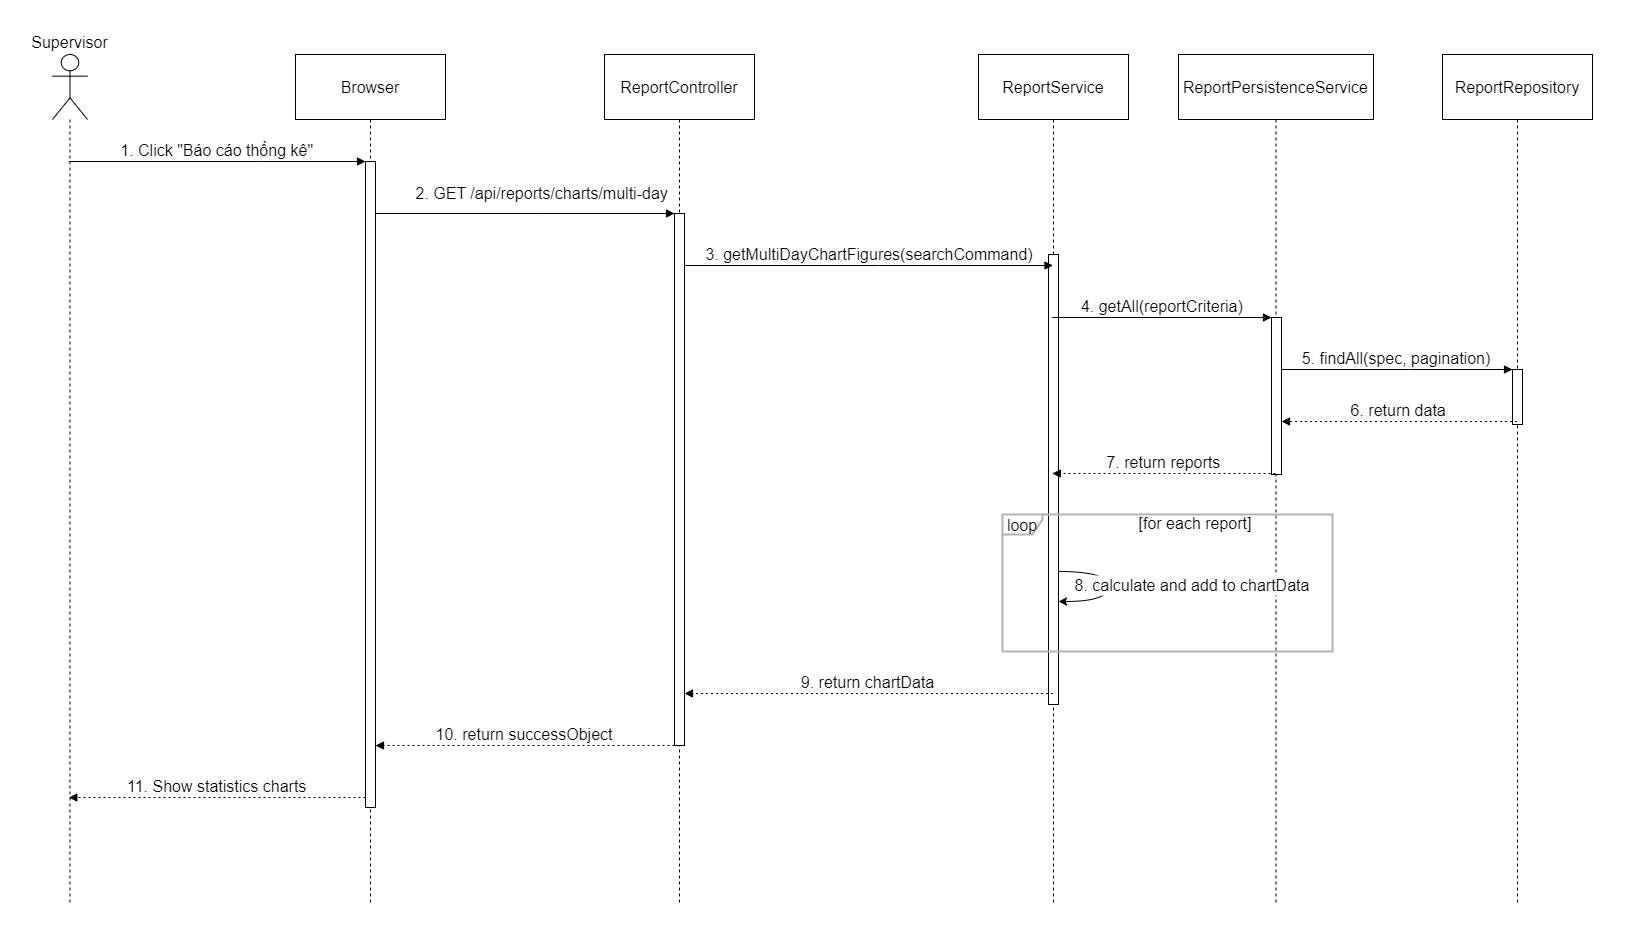 Supervisor
Browser
ReportController
ReportService
ReportPersistenceService
ReportRepository
1. Click "Báo cáo thống kê"
2. GET /api/reports/charts/multi-day
3. getMultiDayChartFigures(searchCommand)
4. getAll(reportCriteria)
5. findAll(spec, pagination)
6. return data
7. return reports
loop
[for each report]
8. calculate and add to chartData
9. return chartData
10. return successObject
11. Show statistics charts